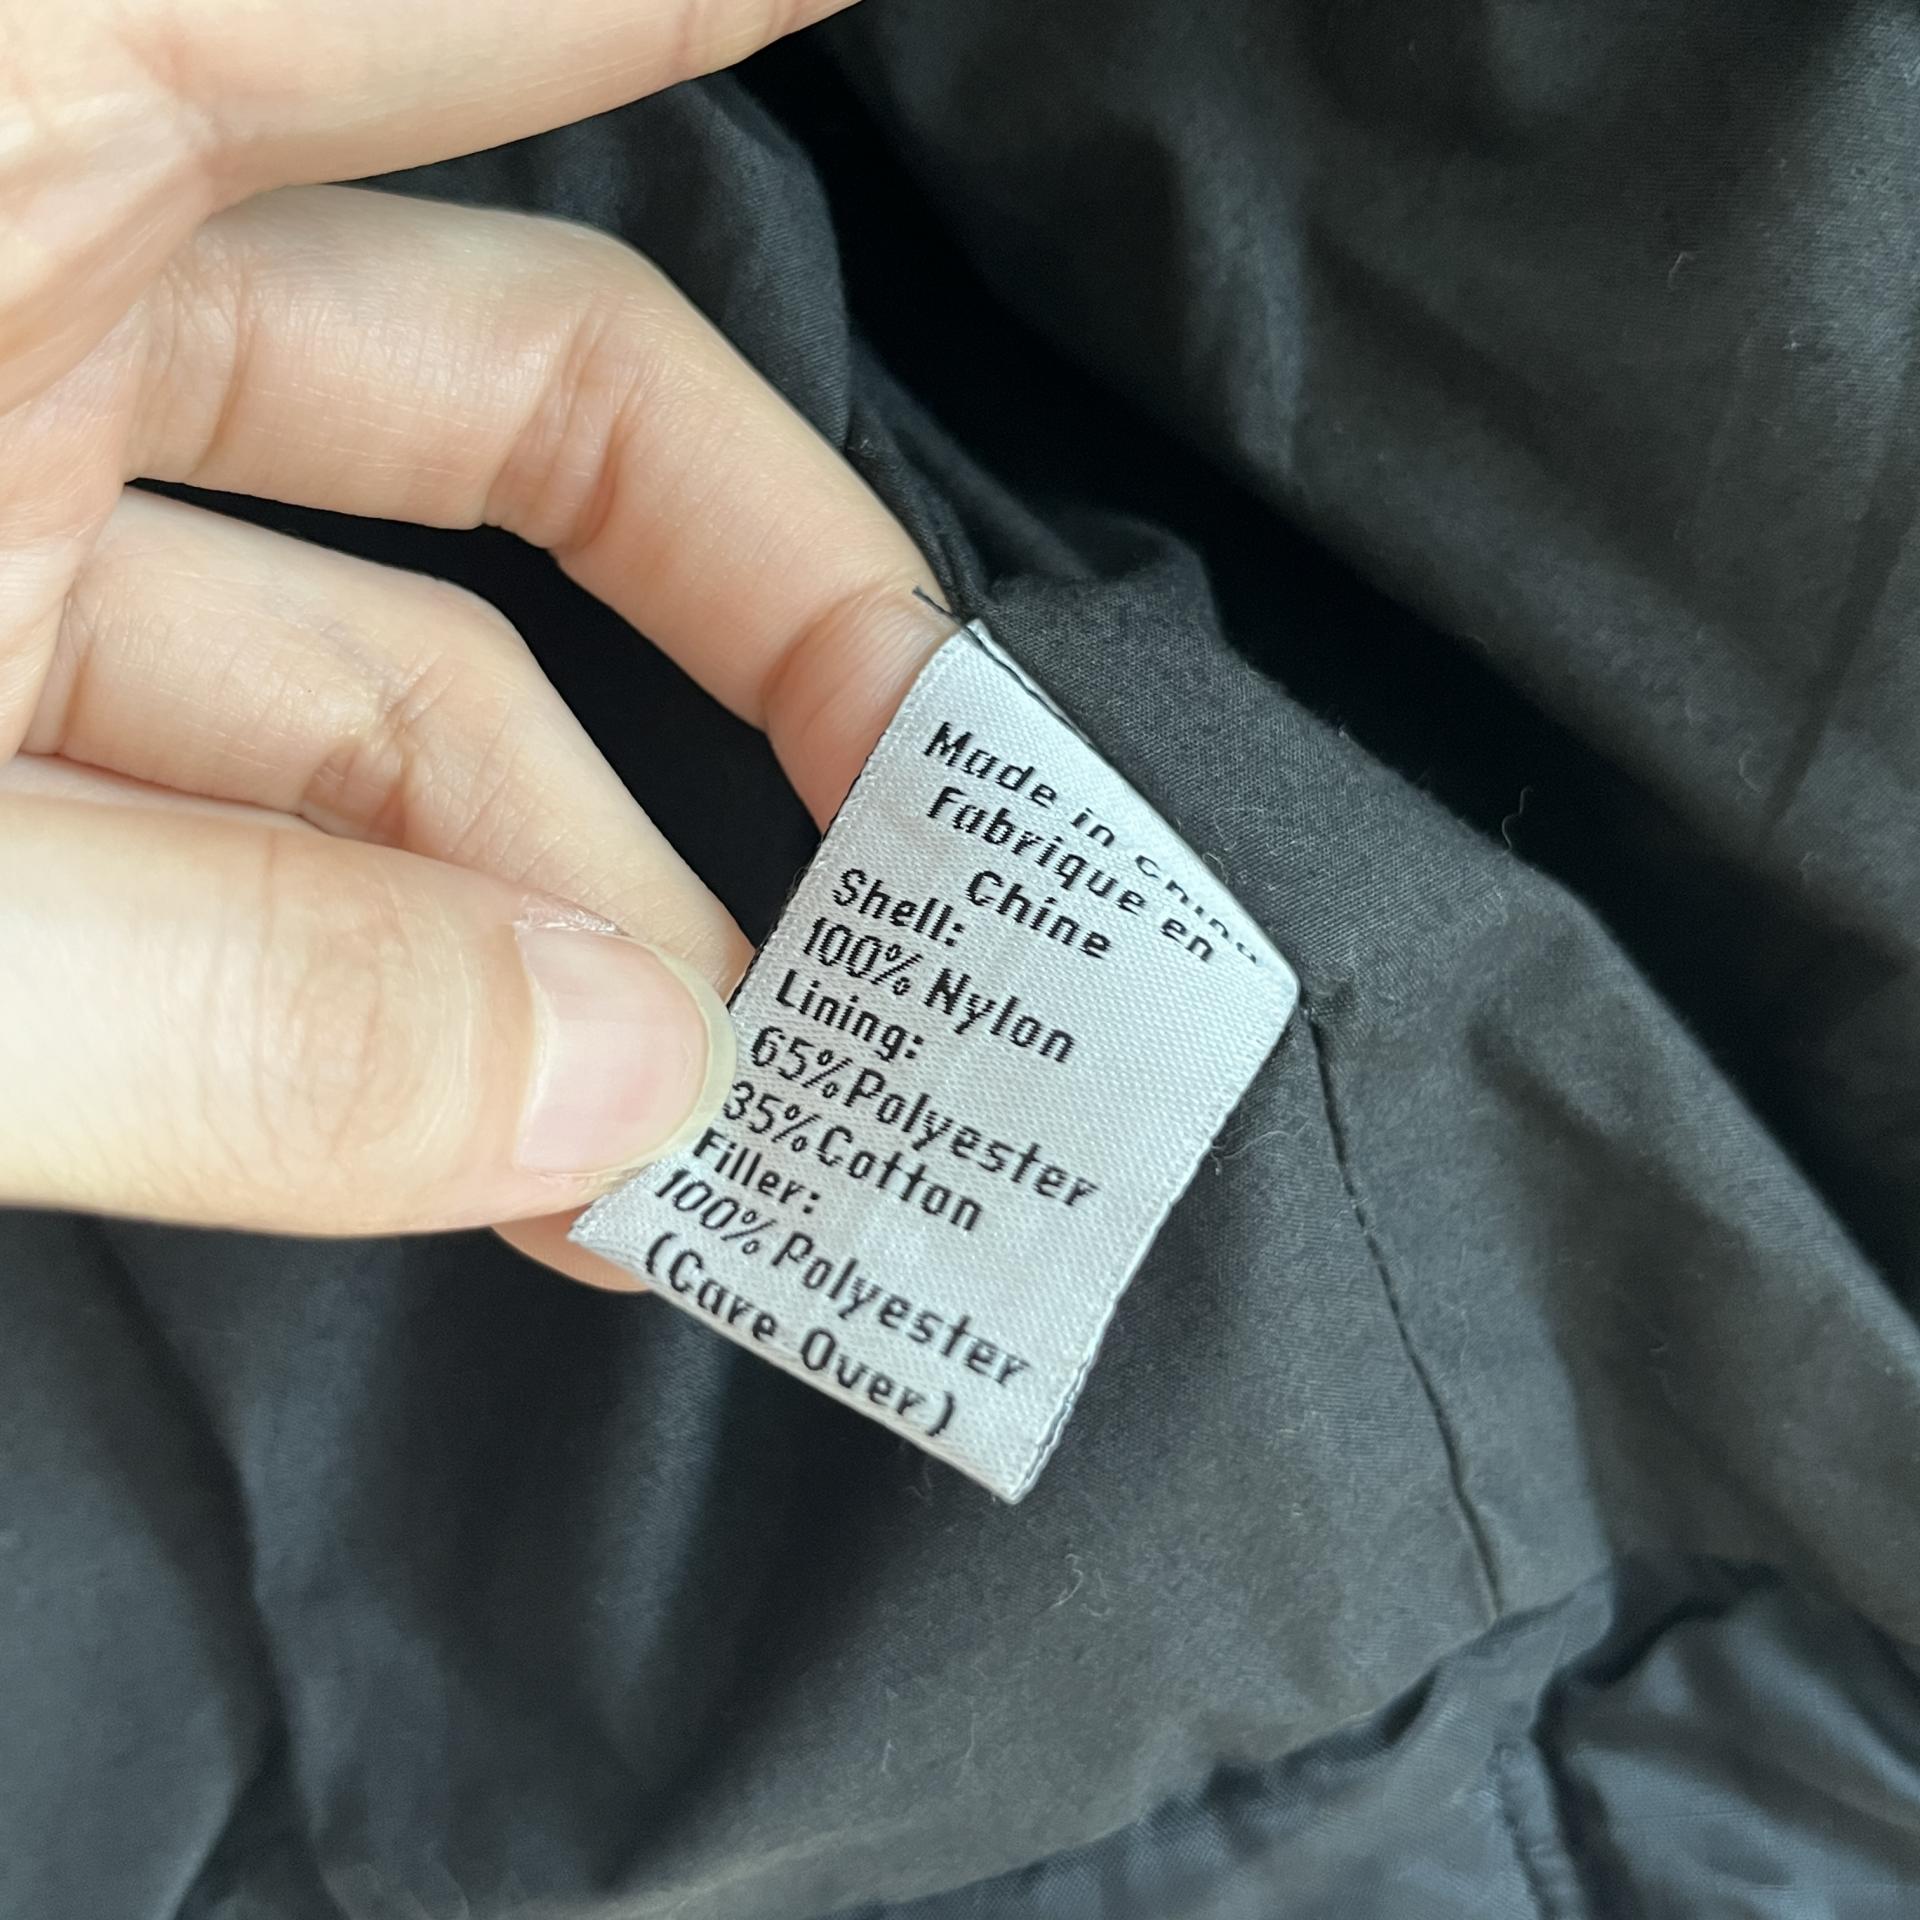 Made in China
Fabrique en
Chine
Shell:
100% Nylon
Lining:
65% Polyester
35% Cotton
Filler:
100% Polyester
(Care Over)